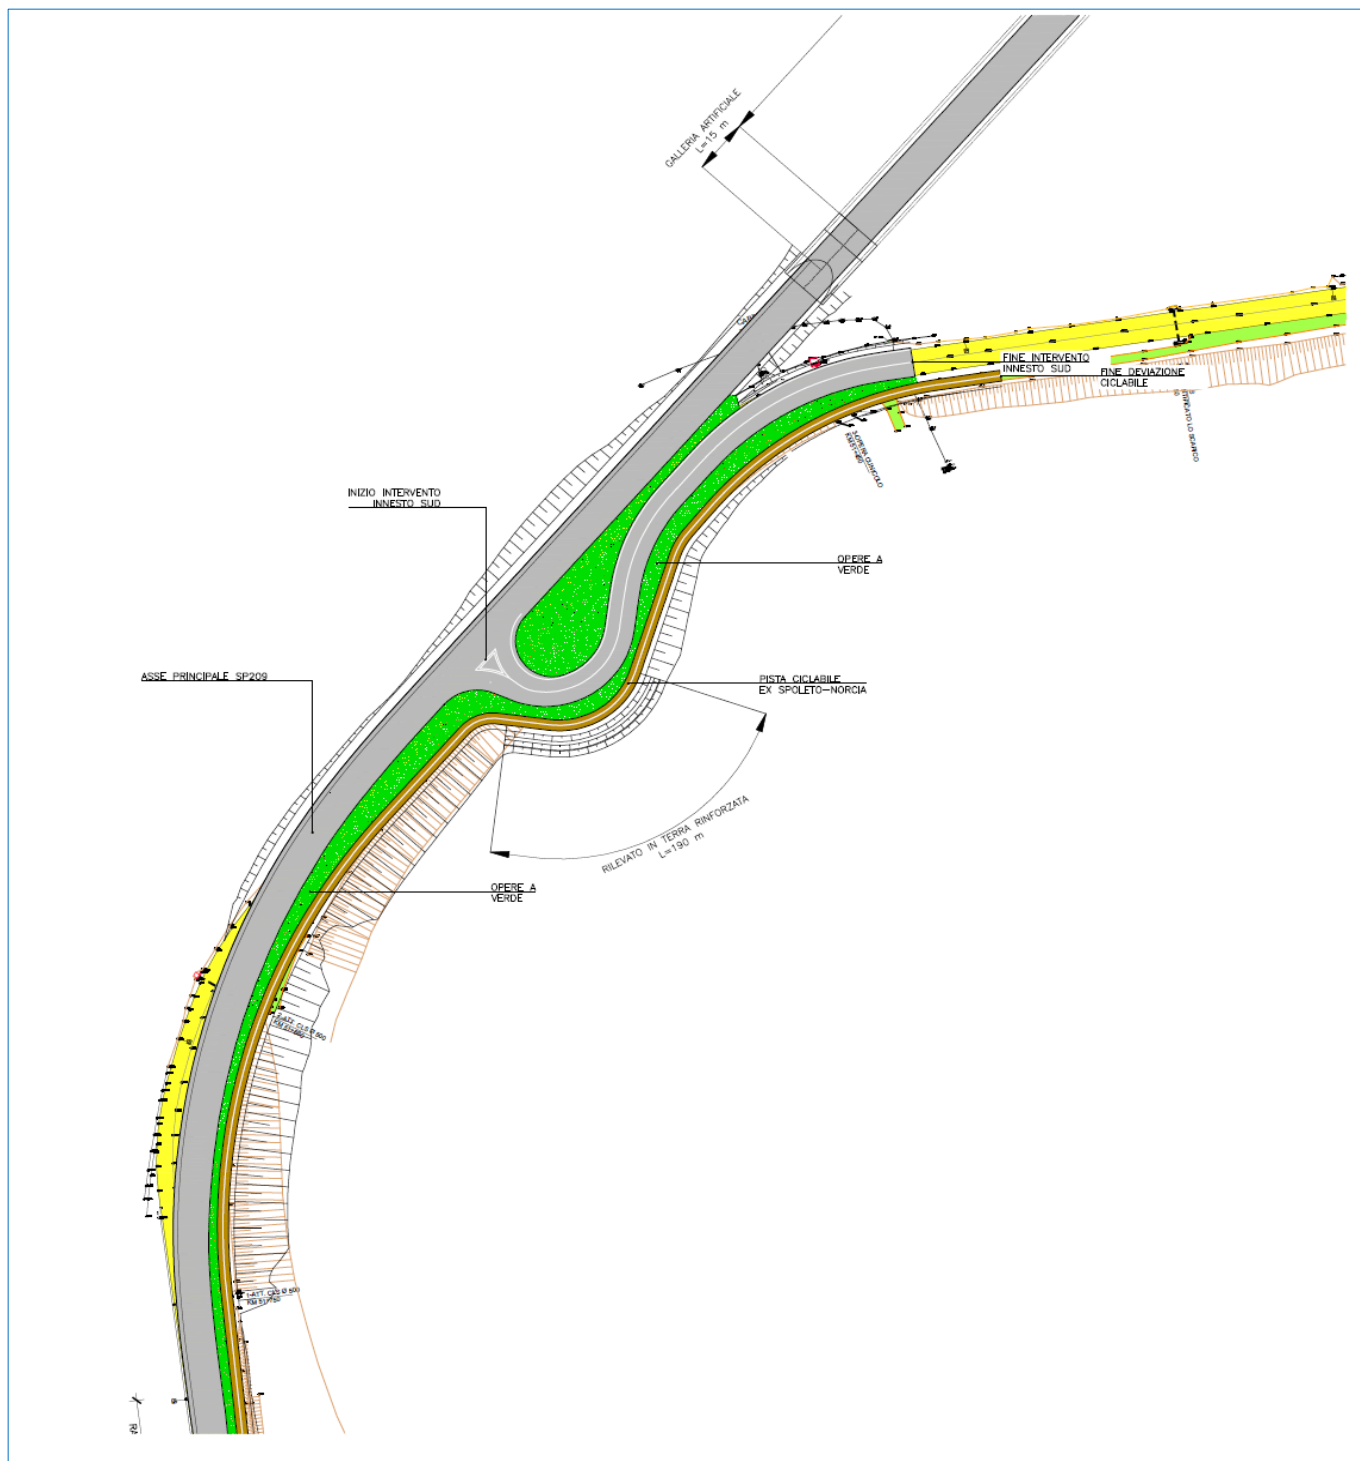 GALLERIA ARTIFICIALE
L=15 m
FINE INTERVENTO
INNESTO SUD
FINE DEVIAZIONE
CICLABILE
INIZIO INTERVENTO
INNESTO SUD
OPERE A
VERDE
ASSE PRINCIPALE SP209
PISTA CICLABILE
EX SPOLETO-NORCIA
RILEVATO IN TERRA RINFORZATA
L=190 m
OPERE A
VERDE